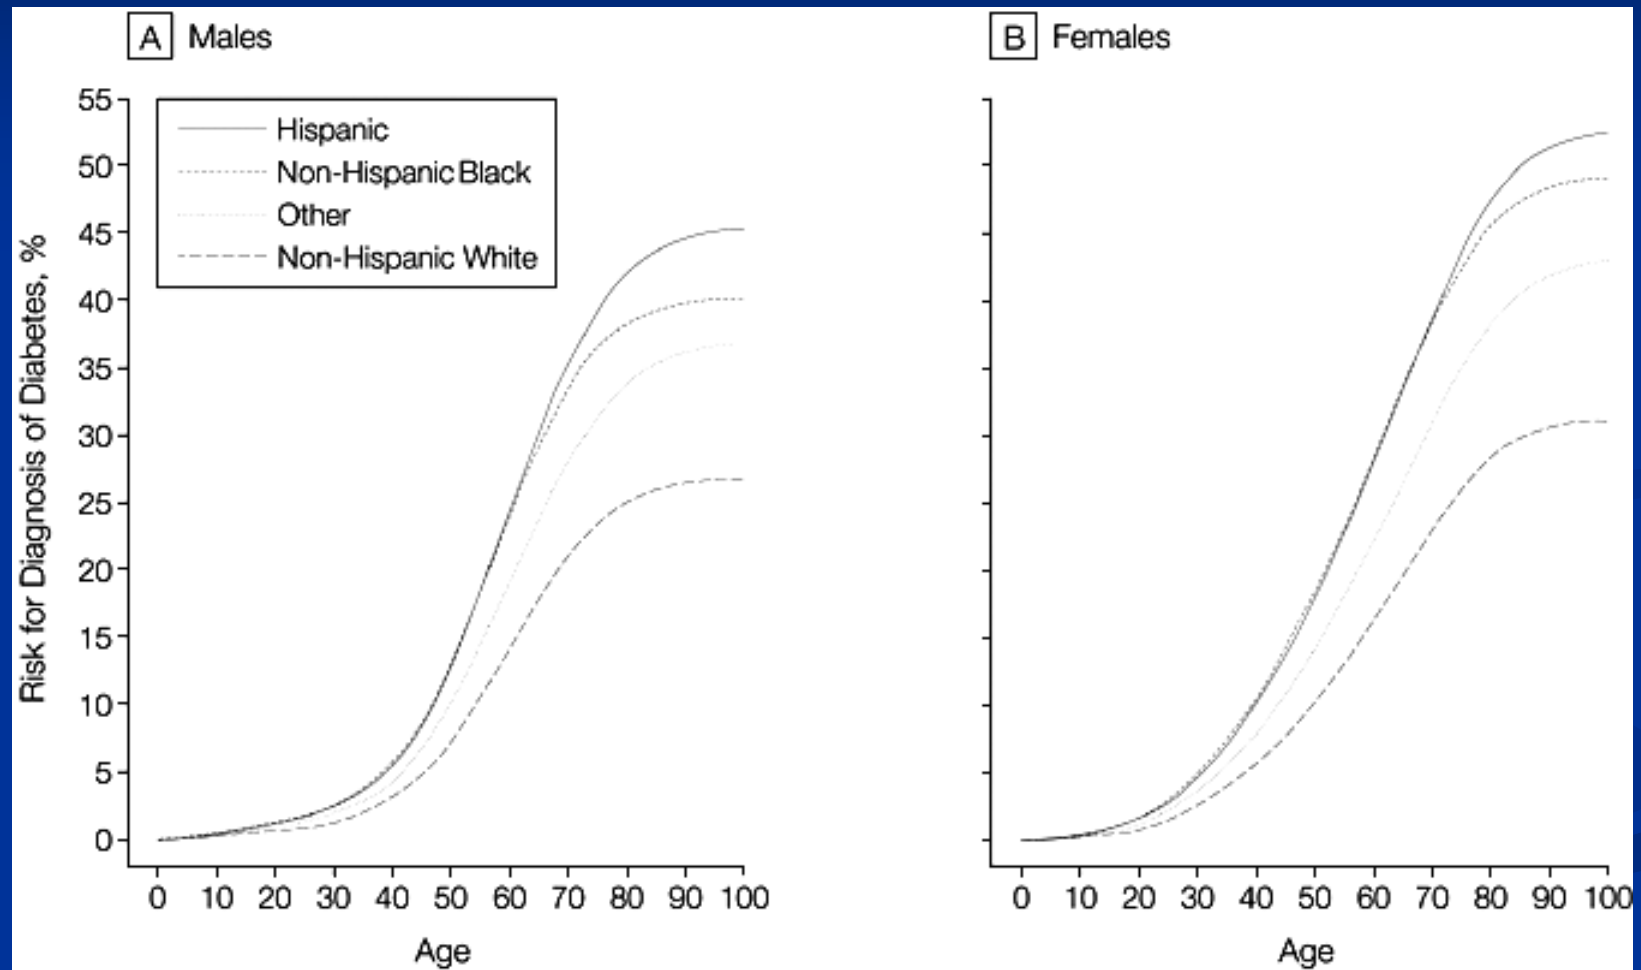 A Males
B Females
55
50
45
40
35
30
25
20
15
10
5
0
Hispanic
Non-Hispanic Black
Other
Non-Hispanic White
Risk for Diagnosis of Diabetes, %
0 10 20 30 40 50 60 70 80 90 100
0 10 20 30 40 50 60 70 80 90 100
Age
Age